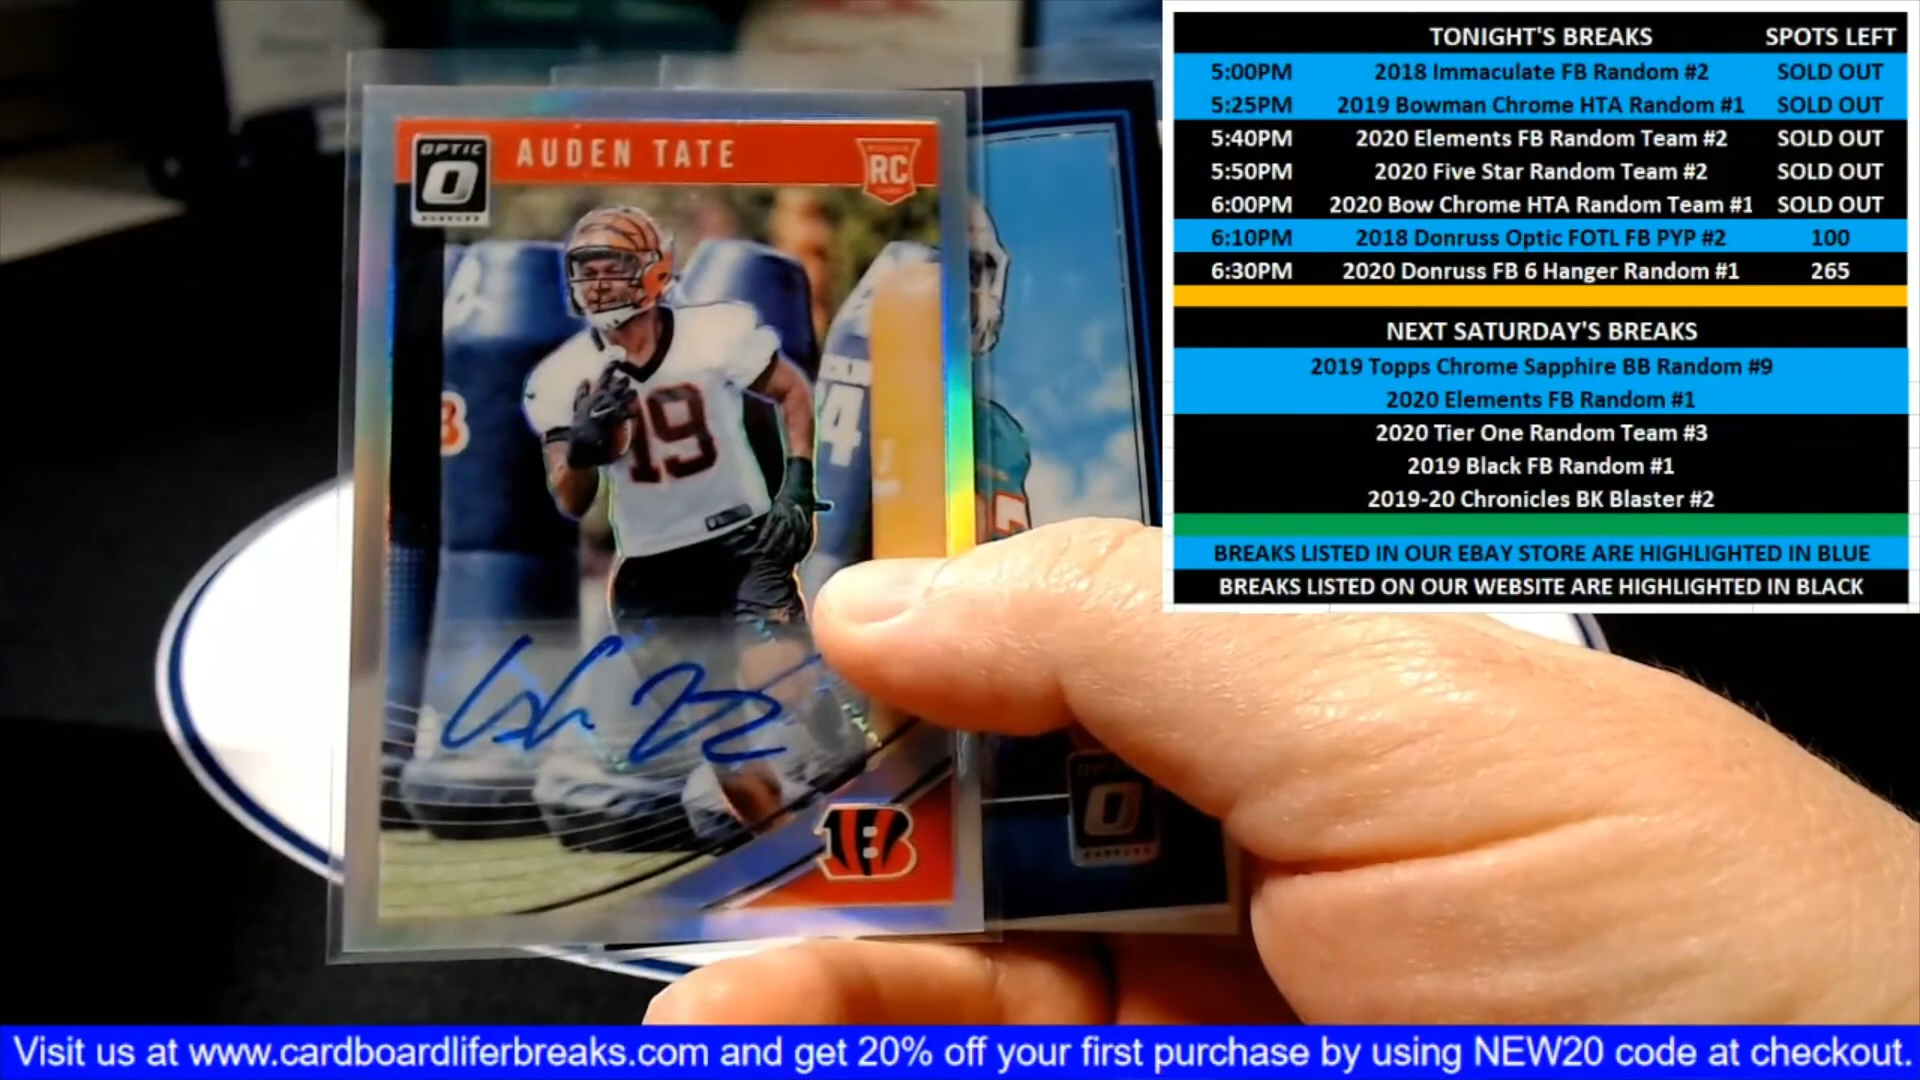 OPTIC
AUDEN TATE
RC
19
4
B
TONIGHT'S BREAKS SPOTS LEFT
5:00PM 2018 Immaculate FB Random #2 SOLD OUT
5:25PM 2019 Bowman Chrome HTA Random #1 SOLD OUT
5:40PM 2020 Elements FB Random Team #2 SOLD OUT
5:50PM 2020 Five Star Random Team #2 SOLD OUT
6:00PM 2020 Bow Chrome HTA Random Team #1 SOLD OUT
6:10PM 2018 Donruss Optic FOTL FB PYP #2 100
6:30PM 2020 Donruss FB 6 Hanger Random #1 265
NEXT SATURDAY'S BREAKS
2019 Topps Chrome Sapphire BB Random #9
2020 Elements FB Random #1
2020 Tier One Random Team #3
2019 Black FB Random #1
2019-20 Chronicles BK Blaster #2
BREAKS LISTED IN OUR EBAY STORE ARE HIGHLIGHTED IN BLUE
BREAKS LISTED ON OUR WEBSITE ARE HIGHLIGHTED IN BLACK
Visit us at www.cardboardliferbreaks.com and get 20% off your first purchase by using NEW20 code at checkout.